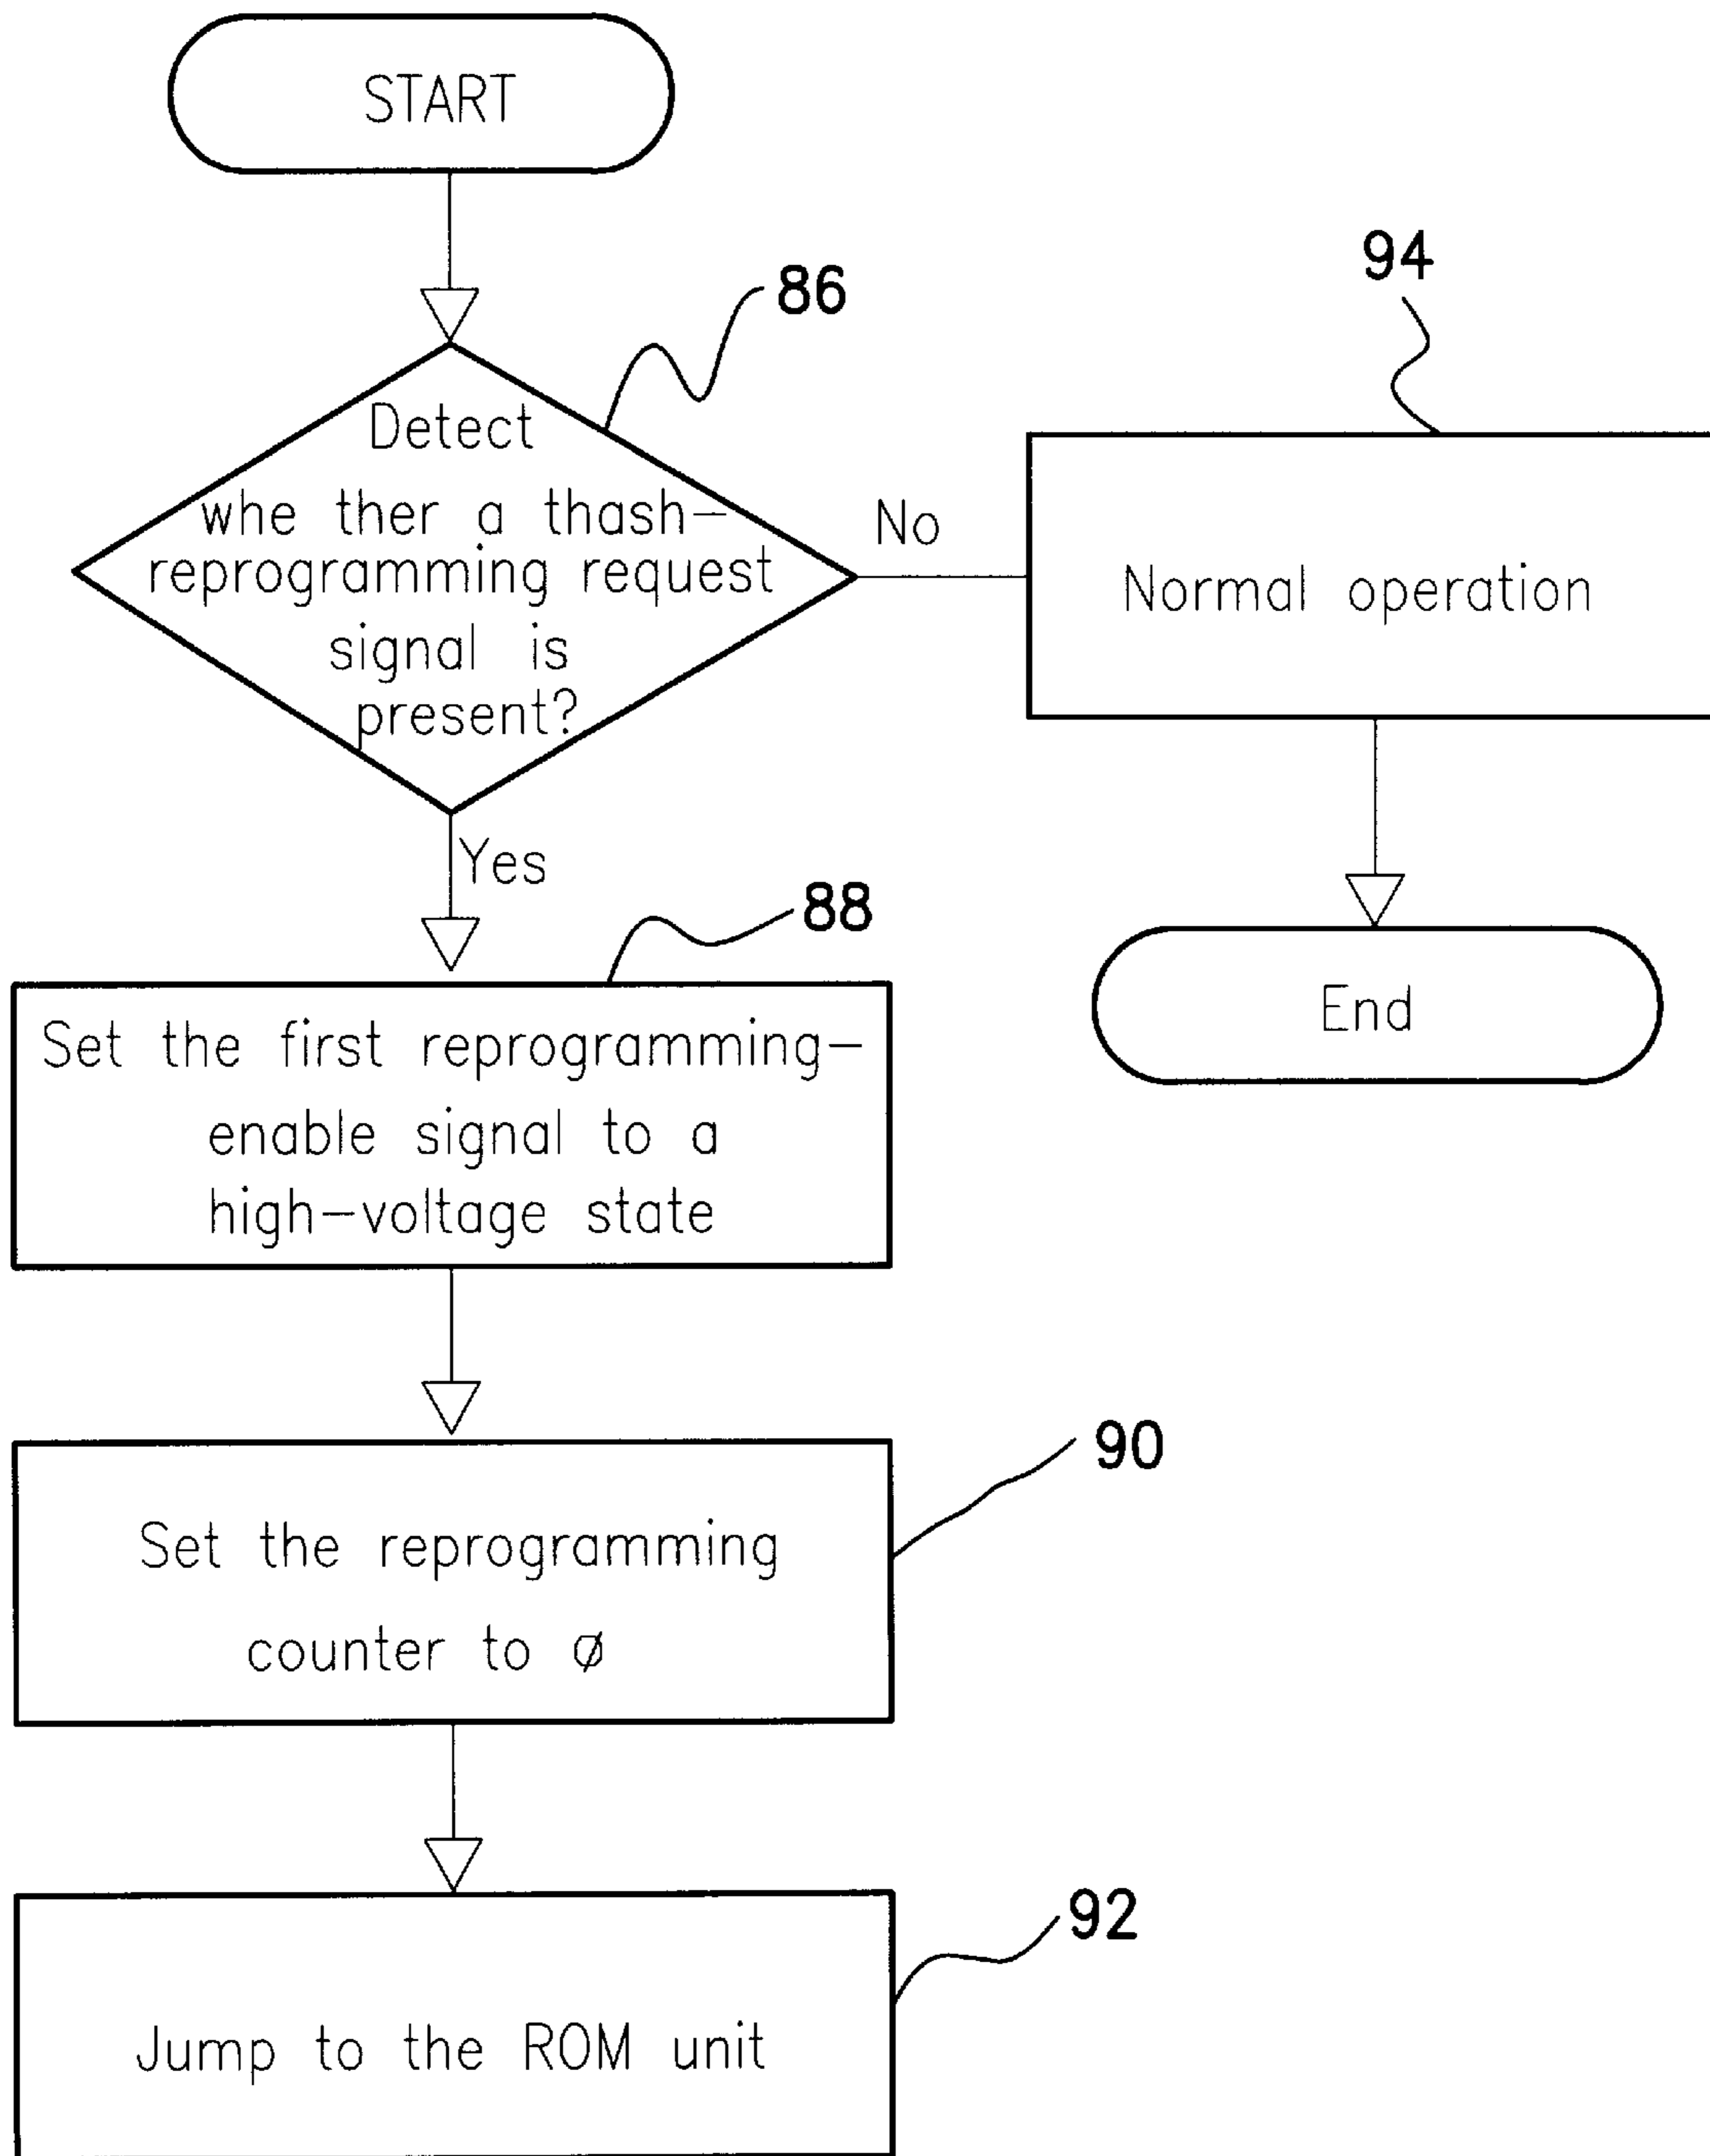 START
86
94
Detect
whe ther a thash-
reprogramming request
signal is
present?
No
Normal operation
Yes
88
Set the first reprogramming-
enable signal to a
high-voltage state
End
90
Set the reprogramming
counter to Ø
92
Jump to the ROM unit